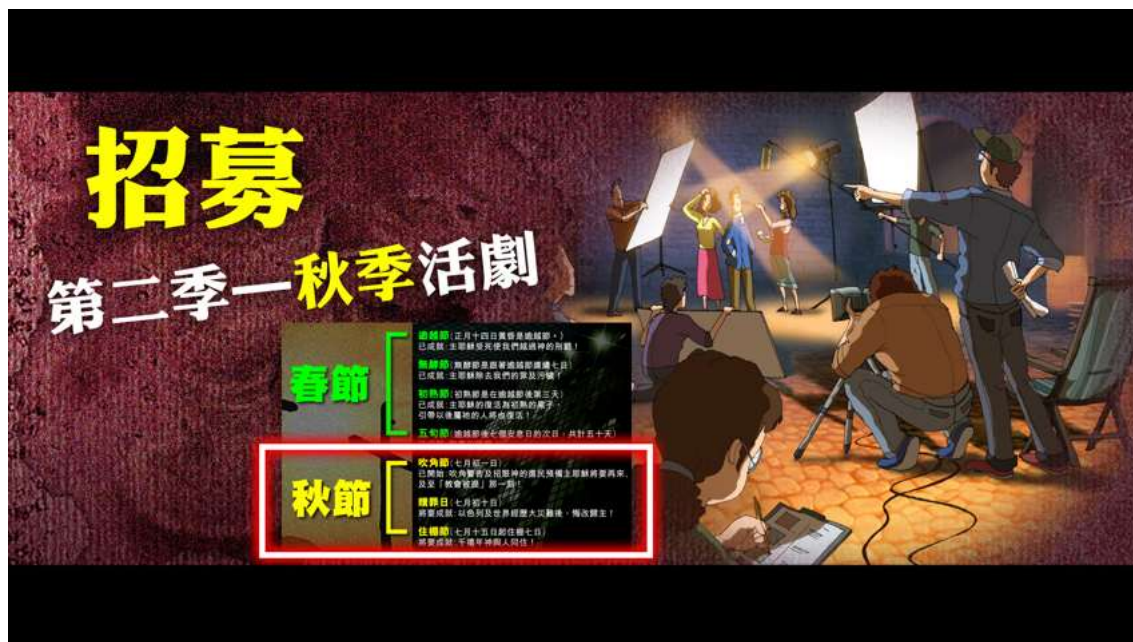 招募
第二季—秋季活劇
春節
逾越節(正月十四日黃昏是逾越節。)
已成就:主耶穌受死使我們越過神的刑罰!
無酵節(無酵節是跟著逾越節連續七日)
已成就:主耶穌除去我們的罪及污穢!
初熟節(初熟節是在逾越節後第三天)
已成就:主耶穌的復活為初熟的果子,
引帶以後屬祂的人將也復活!
五旬節(逾越節後七個安息日的次日,共計五十天)
秋節
吹角節(七月初一日)
已開始:吹角警告及招聚神的選民預備主耶穌將要再來,
及至「教會被提」那一刻!
贖罪日(七月初十日)
將要成就:以色列及世界經歷大災難後,悔改歸主!
住棚節(七月十五日起住棚七日)
將要成就:千禧年神與人同住!